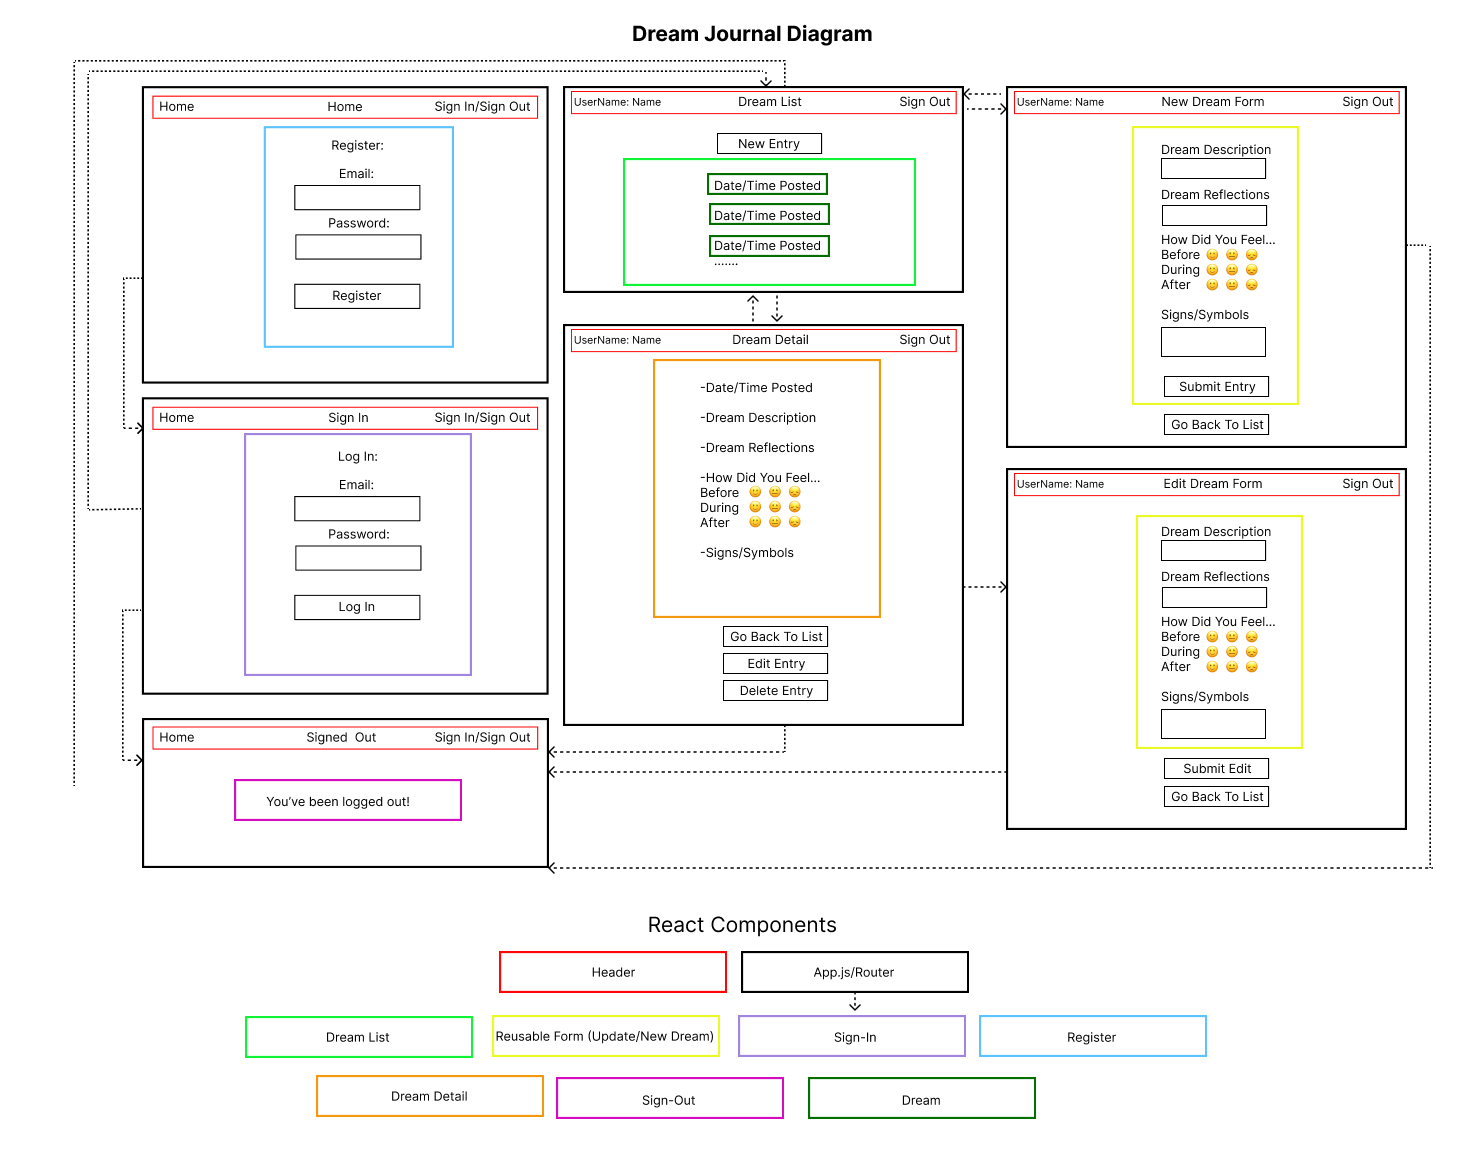 Dream Journal Diagram
Home Home Sign In/Sign Out
Register:
Email:
Password:
Register
UserName: Name Dream List Sign Out
New Entry
Date/Time Posted
Date/Time Posted
Date/Time Posted
.......
UserName: Name New Dream Form Sign Out
Dream Description
Dream Reflections
How Did You Feel...
Before 🙂 😐 😞
During 🙂 😐 😞
After 🙂 😐 😞
Signs/Symbols
Submit Entry
Go Back To List
Home Sign In Sign In/Sign Out
Log In:
Email:
Password:
Log In
UserName: Name Dream Detail Sign Out
-Date/Time Posted
-Dream Description
-Dream Reflections
-How Did You Feel...
Before 🙂 😐 😞
During 🙂 😐 😞
After 🙂 😐 😞
-Signs/Symbols
Go Back To List
Edit Entry
Delete Entry
UserName: Name Edit Dream Form Sign Out
Dream Description
Dream Reflections
How Did You Feel...
Before 🙂 😐 😞
During 🙂 😐 😞
After 🙂 😐 😞
Signs/Symbols
Submit Edit
Go Back To List
Home Signed Out Sign In/Sign Out
You've been logged out!
React Components
Header App.js/Router
Dream List Reusable Form (Update/New Dream) Sign-In Register
Dream Detail Sign-Out Dream